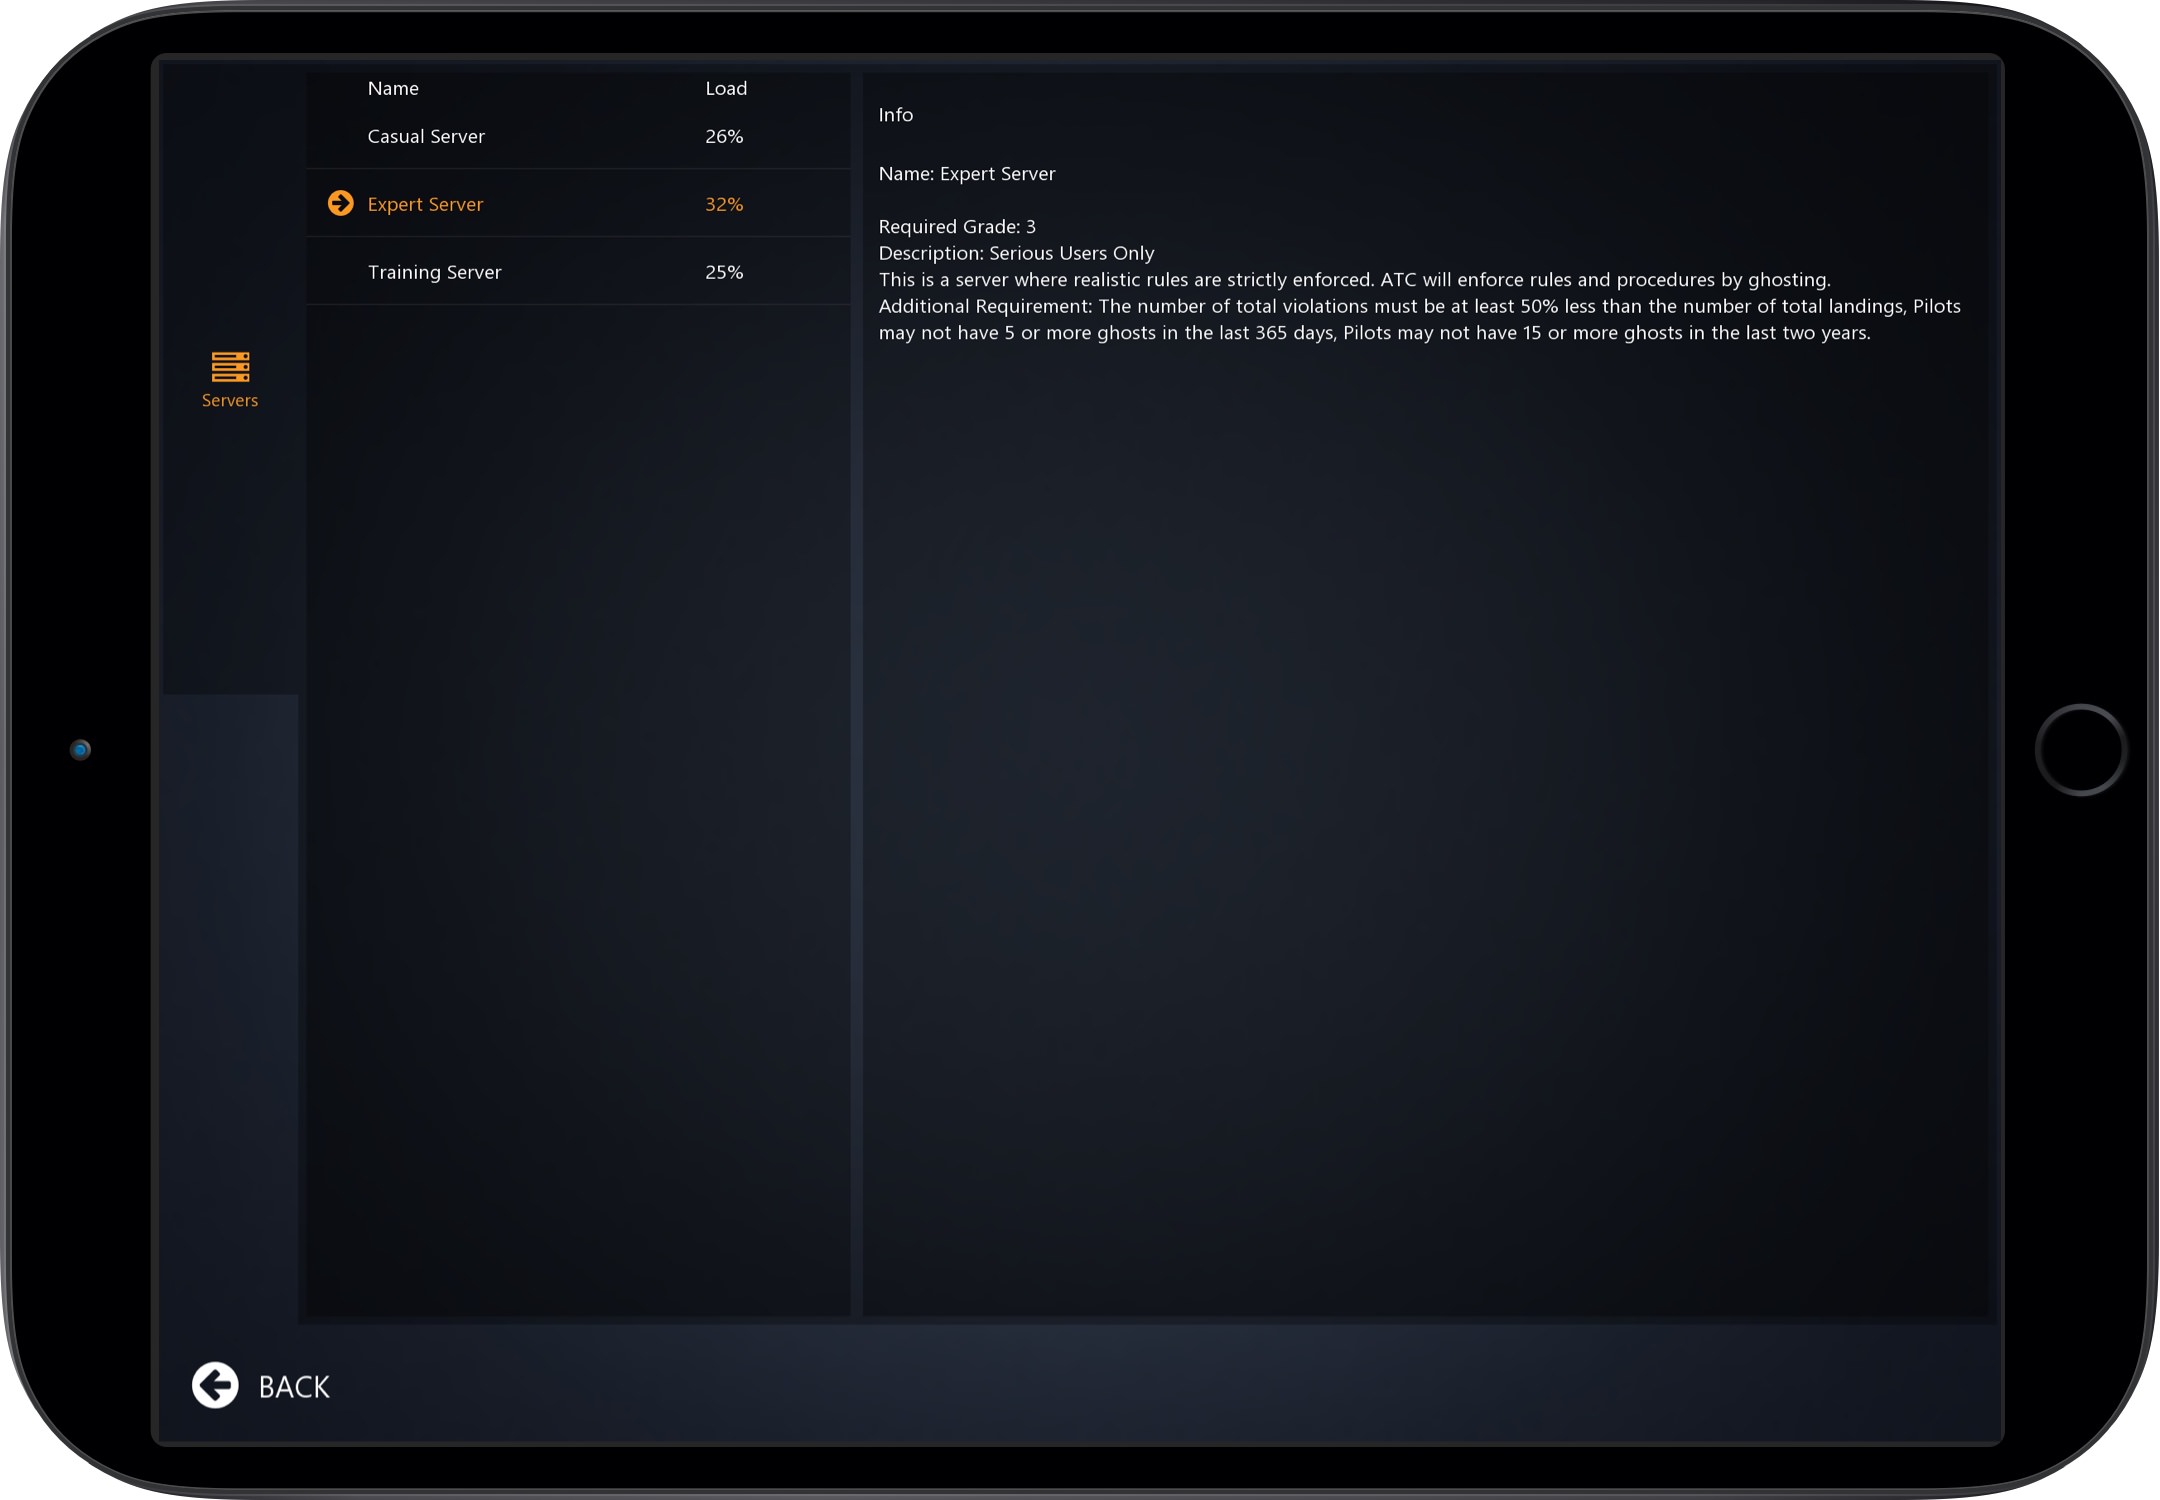 Name Load
Casual Server 26%
Expert Server 32%
Training Server 25%
Servers
Info
Name: Expert Server
Required Grade: 3
Description: Serious Users Only
This is a server where realistic rules are strictly enforced. ATC will enforce rules and procedures by ghosting.
Additional Requirement: The number of total violations must be at least 50% less than the number of total landings, Pilots
may not have 5 or more ghosts in the last 365 days, Pilots may not have 15 or more ghosts in the last two years.
BACK